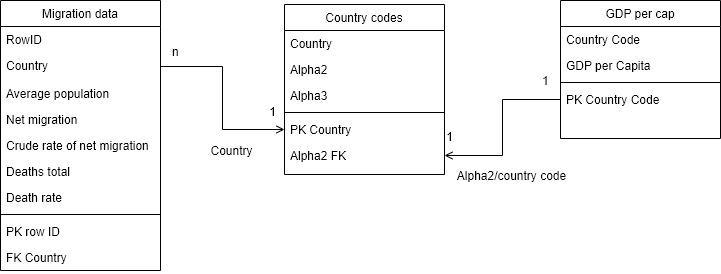 Migration data
RowID
Country
Average population
Net migration
Crude rate of net migration
Deaths total
Death rate
PK row ID
FK Country
n
1
Country
Country codes
Country
Alpha2
Alpha3
PK Country
Alpha2 FK
1
1
Alpha2/country code
GDP per cap
Country Code
GDP per Capita
PK Country Code